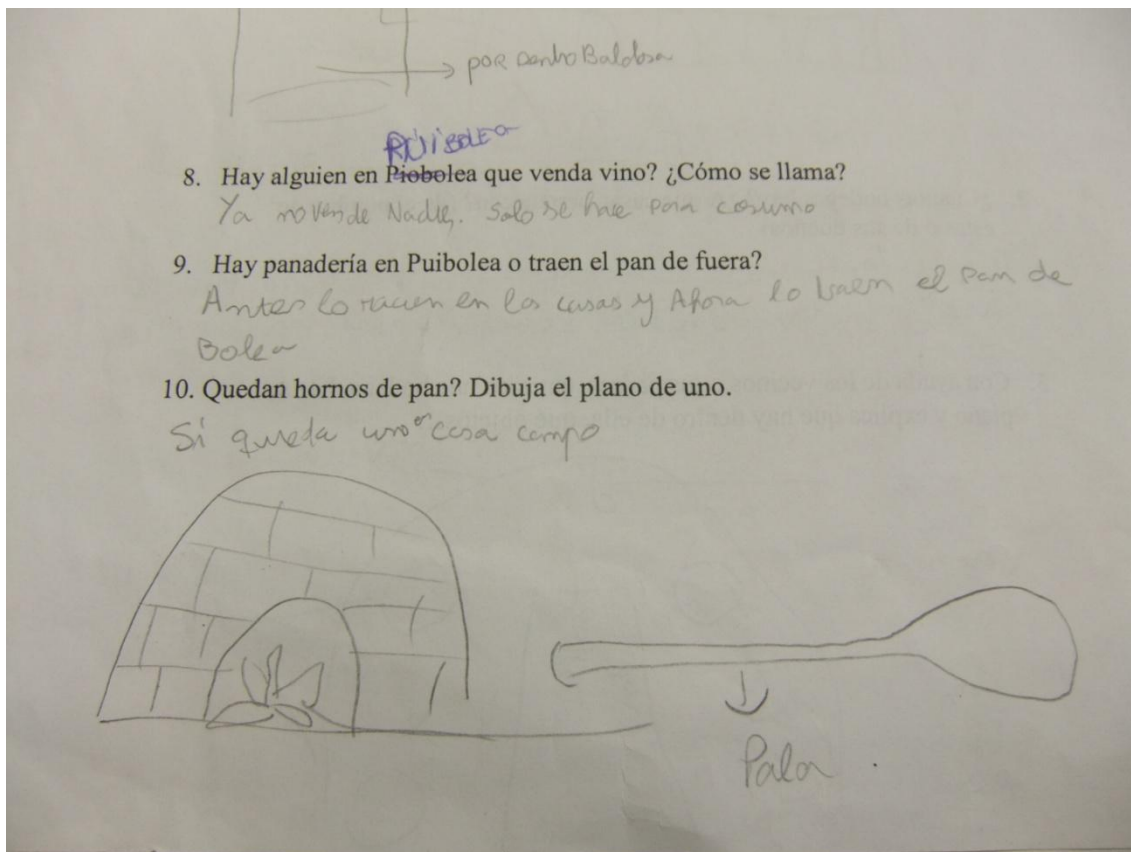 por dentro Baldosa
PUIBOLEA
8. Hay alguien en Piobolea que venda vino? ¿Cómo se llama?
Ya no vende Nadie. Solo se hace para cosumo
9. Hay panadería en Puibolea o traen el pan de fuera?
Antes lo hacien en las casas y Ahora lo traen el pan de
Bolea
10. Quedan hornos de pan? Dibuja el plano de uno.
Si queda uno en casa campo
Pala